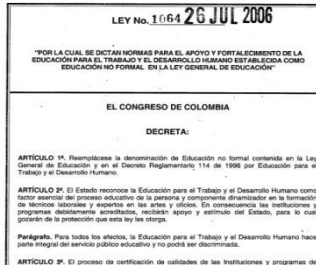 LEY No. 1064 26 JUL 2006
"POR LA CUAL SE DICTAN NORMAS PARA EL APOYO Y FORTALECIMIENTO DE LA
EDUCACIÓN PARA EL TRABAJO Y EL DESARROLLO HUMANO ESTABLECIDA COMO
EDUCACIÓN NO FORMAL EN LA LEY GENERAL DE EDUCACIÓN"
EL CONGRESO DE COLOMBIA
DECRETA:
ARTÍCULO 1º. Reemplácese la denominación de Educación no formal contenida en la Ley
General de Educación y en el Decreto Reglamentario 114 de 1996 por Educación para el
Trabajo y el Desarrollo Humano.
ARTÍCULO 2º. El Estado reconoce la Educación para el Trabajo y el Desarrollo Humano como
factor esencial del proceso educativo de la persona y componente dinamizador en la formación
de técnicos laborales y expertos en las artes y oficios. En consecuencia las instituciones y
programas debidamente acreditados, recibirán apoyo y estímulo del Estado, para lo cual
gozarán de la protección que esta ley les otorga.
Parágrafo. Para todos los efectos, la Educación para el Trabajo y el Desarrollo Humano hace
parte integral del servicio público educativo y no podrá ser discriminada.
ARTÍCULO 3º. El proceso de certificación de calidades de las Instituciones y programas de